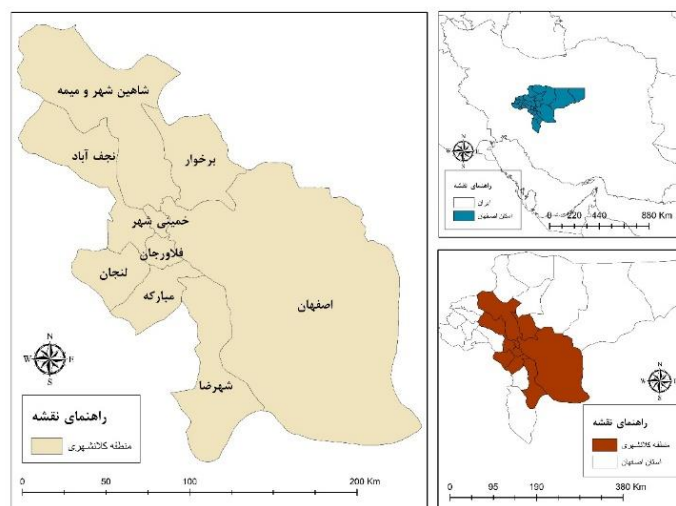 شاهین شهر و میمه
نجف آباد
برخوار
خمینی شهر
فلاورجان
لنجان
مبارکه
اصفهان
شهرضا
N
W E
S
راهنمای نقشه
منطقه کلانشهری
0 50 100 200 Km
N
W E
S
راهنمای نقشه
ایران
استان اصفهان
0 220 440 880 Km
N
W E
S
راهنمای نقشه
منطقه کلانشهری
استان اصفهان
0 95 190 380 Km